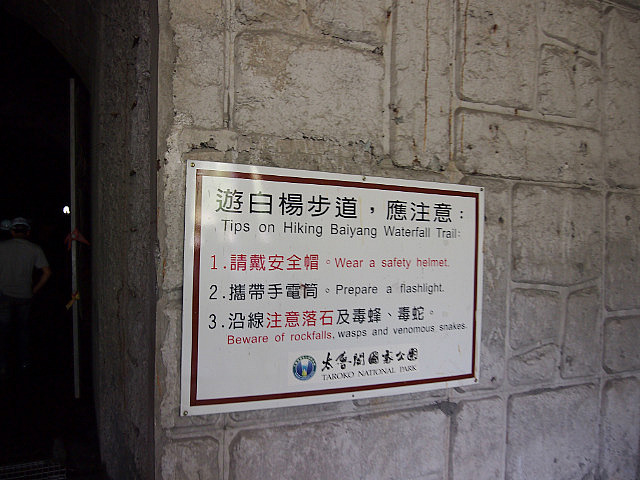 遊白楊步道，應注意：
Tips on Hiking Baiyang Waterfall Trail:
1.請戴安全帽。Wear a safety helmet.
2.攜帶手電筒。Prepare a flashlight.
3.沿線注意落石及毒蜂、毒蛇。
Beware of rockfalls, wasps and venomous snakes.
太魯閣國家公園
TAROKO NATIONAL PARK